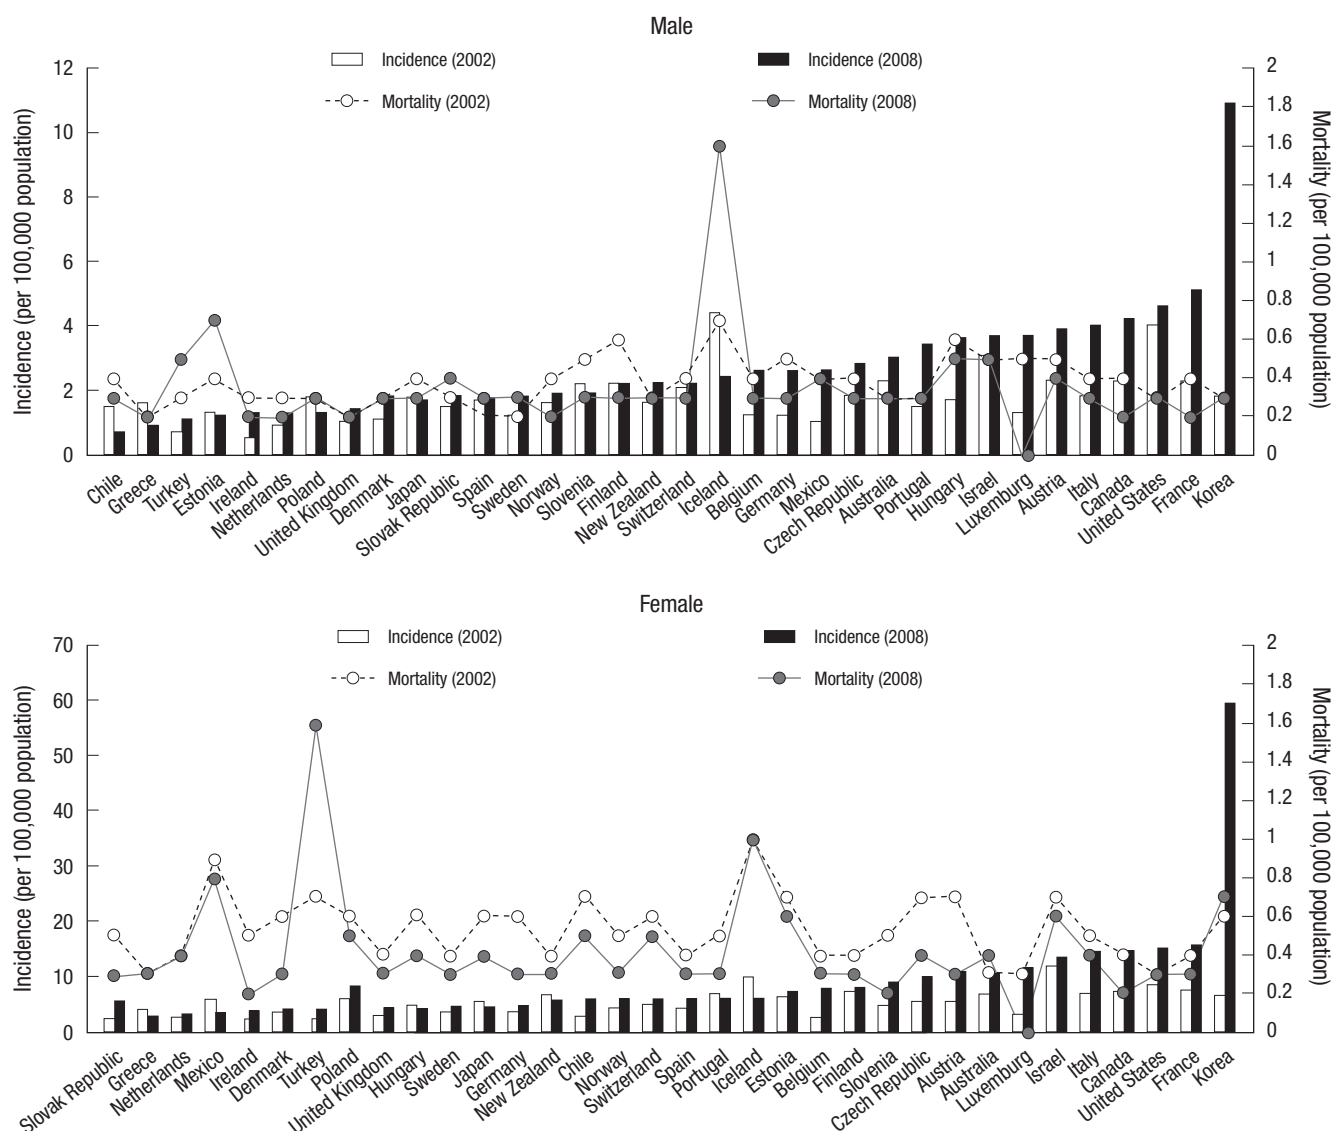 Male
Incidence (2002)
Incidence (2008)
Mortality (2002)
Mortality (2008)
Incidence (per 100,000 population)
12
10
8
6
4
2
0
2
1.8
1.6
1.4
1.2
1
0.8
0.6
0.4
0.2
0
Mortality (per 100,000 population)
Chile
Greece
Turkey
Estonia
Ireland
Netherlands
Poland
United Kingdom
Denmark
Japan
Slovak Republic
Spain
Sweden
Norway
Slovenia
Finland
New Zealand
Switzerland
Iceland
Belgium
Germany
Mexico
Czech Republic
Australia
Portugal
Hungary
Israel
Luxemburg
Austria
Italy
Canada
United States
France
Korea
Female
Incidence (2002)
Incidence (2008)
Mortality (2002)
Mortality (2008)
Incidence (per 100,000 population)
70
60
50
40
30
20
10
0
2
1.8
1.6
1.4
1.2
1
0.8
0.6
0.4
0.2
0
Mortality (per 100,000 population)
Slovak Republic
Greece
Netherlands
Mexico
Ireland
Denmark
Turkey
Poland
United Kingdom
Hungary
Sweden
Japan
Germany
New Zealand
Chile
Norway
Switzerland
Spain
Portugal
Iceland
Estonia
Belgium
Finland
Slovenia
Czech Republic
Austria
Australia
Luxemburg
Israel
Italy
Canada
United States
France
Korea